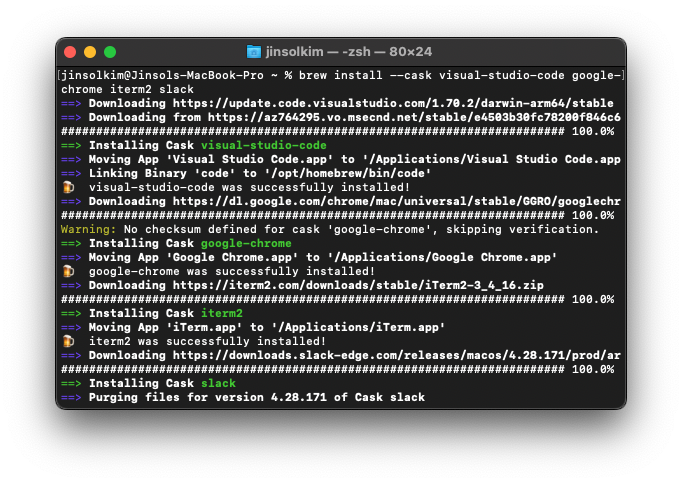 jinsolkim — -zsh — 80×24
[jinsolkim@Jinsols-MacBook-Pro ~ % brew install --cask visual-studio-code google-]
chrome iterm2 slack
==> Downloading https://update.code.visualstudio.com/1.70.2/darwin-arm64/stable
==> Downloading from https://az764295.vo.msecnd.net/stable/e4503b30fc78200f846c6
######################################################################## 100.0%
==> Installing Cask visual-studio-code
==> Moving App 'Visual Studio Code.app' to '/Applications/Visual Studio Code.app
==> Linking Binary 'code' to '/opt/homebrew/bin/code'
🍺  visual-studio-code was successfully installed!
==> Downloading https://dl.google.com/chrome/mac/universal/stable/GGRO/googlechr
######################################################################## 100.0%
Warning: No checksum defined for cask 'google-chrome', skipping verification.
==> Installing Cask google-chrome
==> Moving App 'Google Chrome.app' to '/Applications/Google Chrome.app'
🍺  google-chrome was successfully installed!
==> Downloading https://iterm2.com/downloads/stable/iTerm2-3_4_16.zip
######################################################################## 100.0%
==> Installing Cask iterm2
==> Moving App 'iTerm.app' to '/Applications/iTerm.app'
🍺  iterm2 was successfully installed!
==> Downloading https://downloads.slack-edge.com/releases/macos/4.28.171/prod/ar
######################################################################## 100.0%
==> Installing Cask slack
==> Purging files for version 4.28.171 of Cask slack